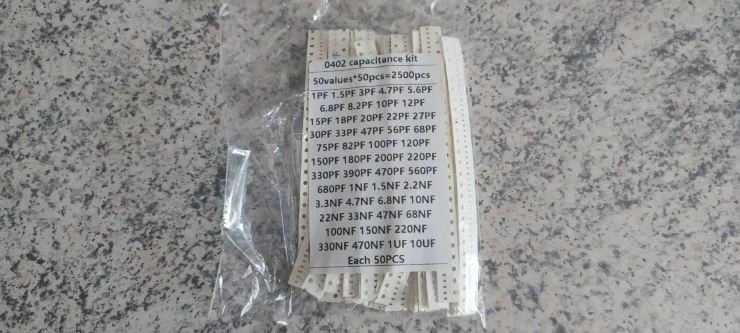 0402 capacitance kit
50values*50pcs=2500pcs
1PF 1.5PF 3PF 4.7PF 5.6PF
6.8PF 8.2PF 10PF 12PF
15PF 18PF 20PF 22PF 27PF
30PF 33PF 47PF 56PF 68PF
75PF 82PF 100PF 120PF
150PF 180PF 200PF 220PF
330PF 390PF 470PF 560PF
680PF 1NF 1.5NF 2.2NF
3.3NF 4.7NF 6.8NF 10NF
22NF 33NF 47NF 68NF
100NF 150NF 220NF
330NF 470NF 1UF 10UF
Each 50PCS